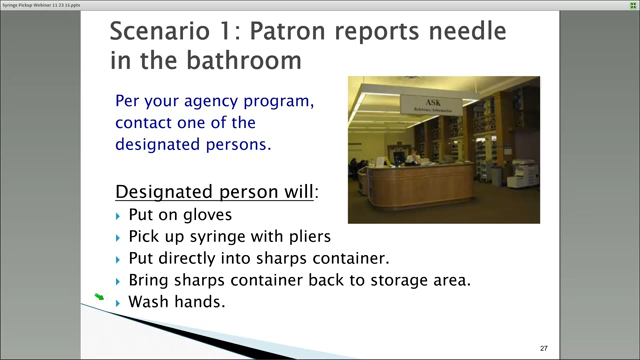 Syringe Pickup Webinar 11 23 15.pptx
Scenario 1: Patron reports needle
in the bathroom
Per your agency program,
contact one of the
designated persons.
ASK
Reference Information
Designated person will:
Put on gloves
Pick up syringe with pliers
Put directly into sharps container.
Bring sharps container back to storage area.
Wash hands.
27